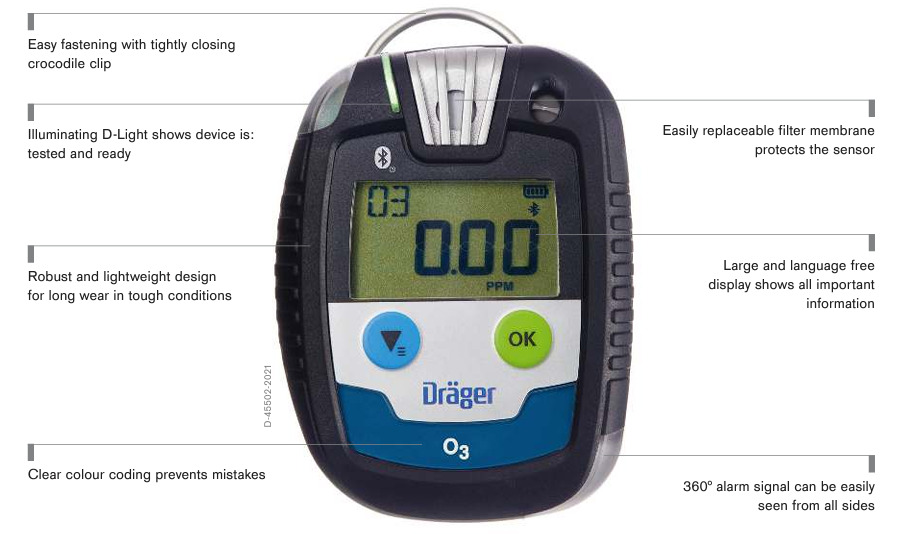 Easy fastening with tightly closing
crocodile clip
Illuminating D-Light shows device is:
tested and ready
Easily replaceable filter membrane
protects the sensor
O3
0.00
PPM
Robust and lightweight design
for long wear in tough conditions
Large and language free
display shows all important
information
OK
Dräger
D-45502-2021
O₃
Clear colour coding prevents mistakes
360° alarm signal can be easily
seen from all sides